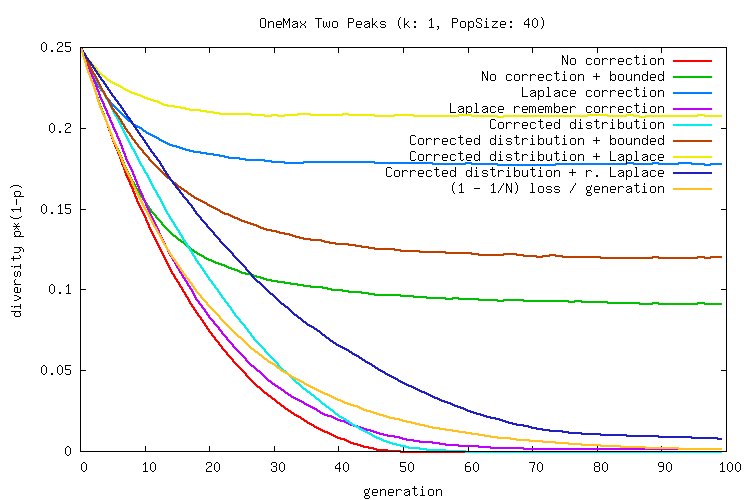 OneMax Two Peaks (k: 1, PopSize: 40)
0.25
0.2
0.15
0.1
0.05
0
diversity p*(1-p)
No correction
No correction + bounded
Laplace correction
Laplace remember correction
Corrected distribution
Corrected distribution + bounded
Corrected distribution + Laplace
Corrected distribution + r. Laplace
(1 - 1/N) loss / generation
0 10 20 30 40 50 60 70 80 90 100
generation